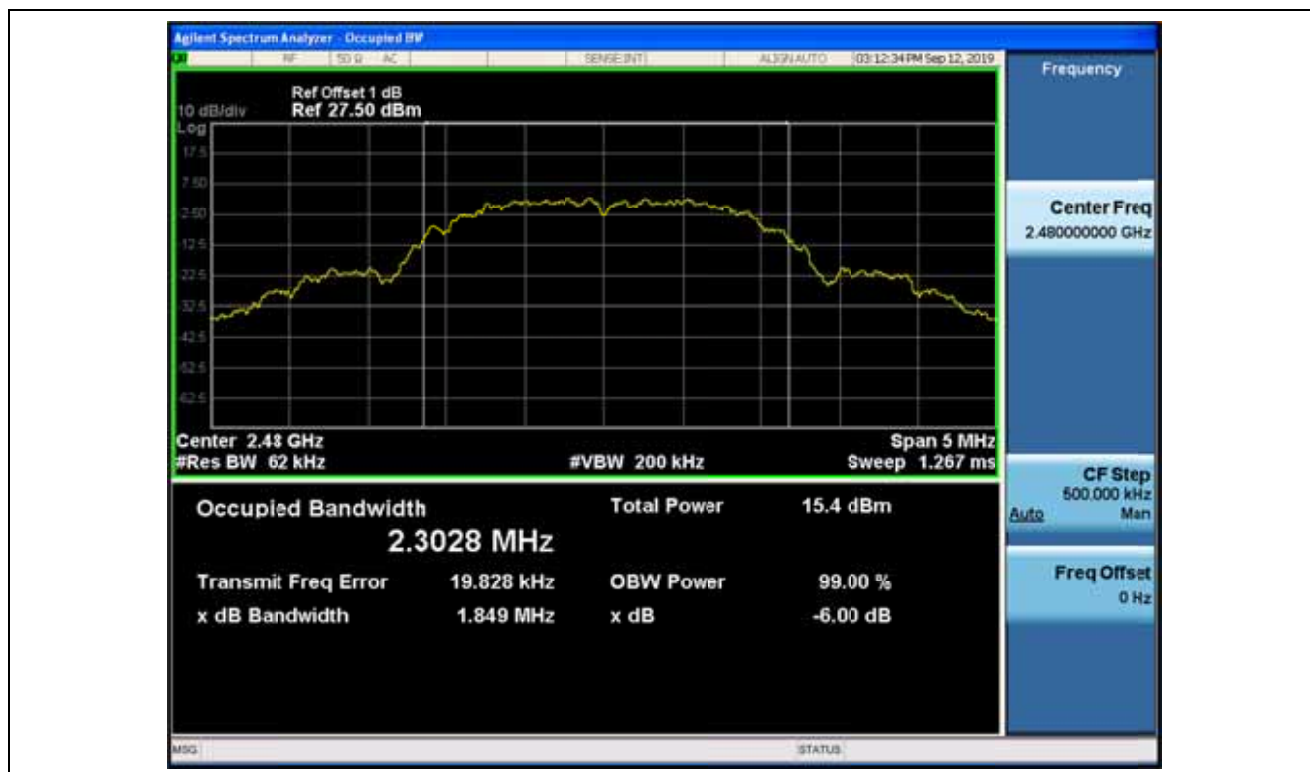 Agilent Spectrum Analyzer - Occupied BW
RF 50 Ω AC SENSE:INT ALIGN AUTO 03:12:34 PM Sep 12, 2019
Frequency
Ref Offset 1 dB
10 dB/div Ref 27.50 dBm
Log
17.5
7.50
-2.50
-12.5
-22.5
-32.5
-42.5
-52.5
-62.5
Center 2.48 GHz Span 5 MHz
#Res BW 62 kHz #VBW 200 kHz Sweep 1.267 ms
Occupied Bandwidth Total Power 15.4 dBm
2.3028 MHz
Transmit Freq Error 19.828 kHz OBW Power 99.00 %
x dB Bandwidth 1.849 MHz x dB -6.00 dB
Center Freq
2.480000000 GHz
CF Step
500.000 kHz
Auto Man
Freq Offset
0 Hz
MSG STATUS